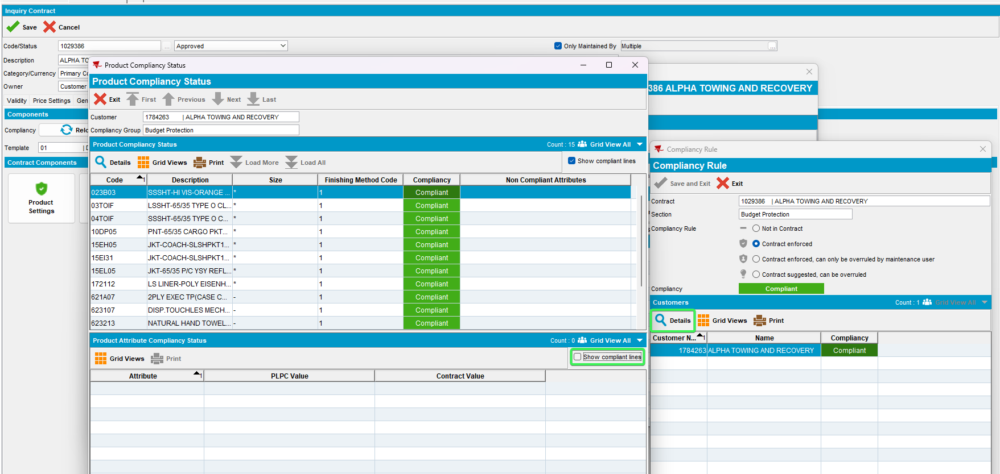 Inquiry Contract
Save Cancel
Code/Status 1029386 ... Approved Only Maintained By Multiple ...
Description ALPHA TO
Category/Currency Primary Co
Owner Customer
Validity Price Settings Gen
Components
Compliancy Relo
Template 01 |
Contract Components
Product
Settings
Product Compliancy Status
Product Compliancy Status
Exit First Previous Next Last
Customer 1784263 | ALPHA TOWING AND RECOVERY
Compliancy Group Budget Protection
Product Compliancy Status Count : 15 Grid View All
Details Grid Views Print Load More Load All Show compliant lines
Code 1 Description Size Finishing Method Code Compliancy Non Compliant Attributes
023B03 SSSHT-HI VIS-ORANGE ... * 1 Compliant
03TOIF LSSHT-65/35 TYPE O CL... * 1 Compliant
04TOIF SSSHT-65/35 TYPE O C... * 1 Compliant
10DP05 PNT-65/35 CARGO PKT... * 1 Compliant
15EH05 JKT-COACH-SLSHPKT1... * 1 Compliant
15EI31 JKT-COACH-SLSHPKT1... * 1 Compliant
15EL05 JKT-65/35 P/C YSY REFL... * 1 Compliant
172112 LS LINER-POLY EISENH... * 1 Compliant
621A07 2PLY EXEC TP(CASE C... - 1 Compliant
623107 DISP.TOUCHLES MECH... - 1 Compliant
623213 NATURAL HAND TOWEL... - 1 Compliant
Product Attribute Compliancy Status Count : 0 Grid View All
Grid Views Print Show compliant lines
Attribute 1 PLPC Value Contract Value
386 ALPHA TOWING AND RECOVERY
Compliancy Rule
Compliancy Rule
Save and Exit Exit
Contract 1029386 | ALPHA TOWING AND RECOVERY
Section Budget Protection
Compliancy Rule Not in Contract
Contract enforced
Contract enforced, can only be overruled by maintenance user
Contract suggested, can be overruled
Compliancy Compliant
Customers Count : 1 Grid View All
Details Grid Views Print
Customer N... 1 Name Compliancy
1784263 ALPHA TOWING AND RECOVERY Compliant